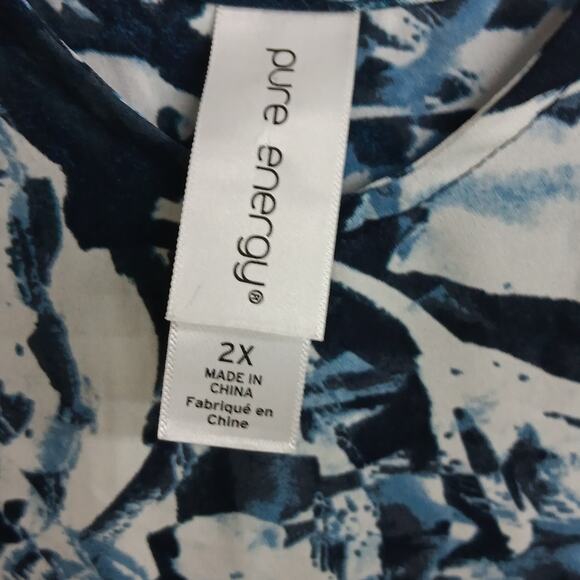 pure energy®
2X
MADE IN
CHINA
Fabriqué en
Chine